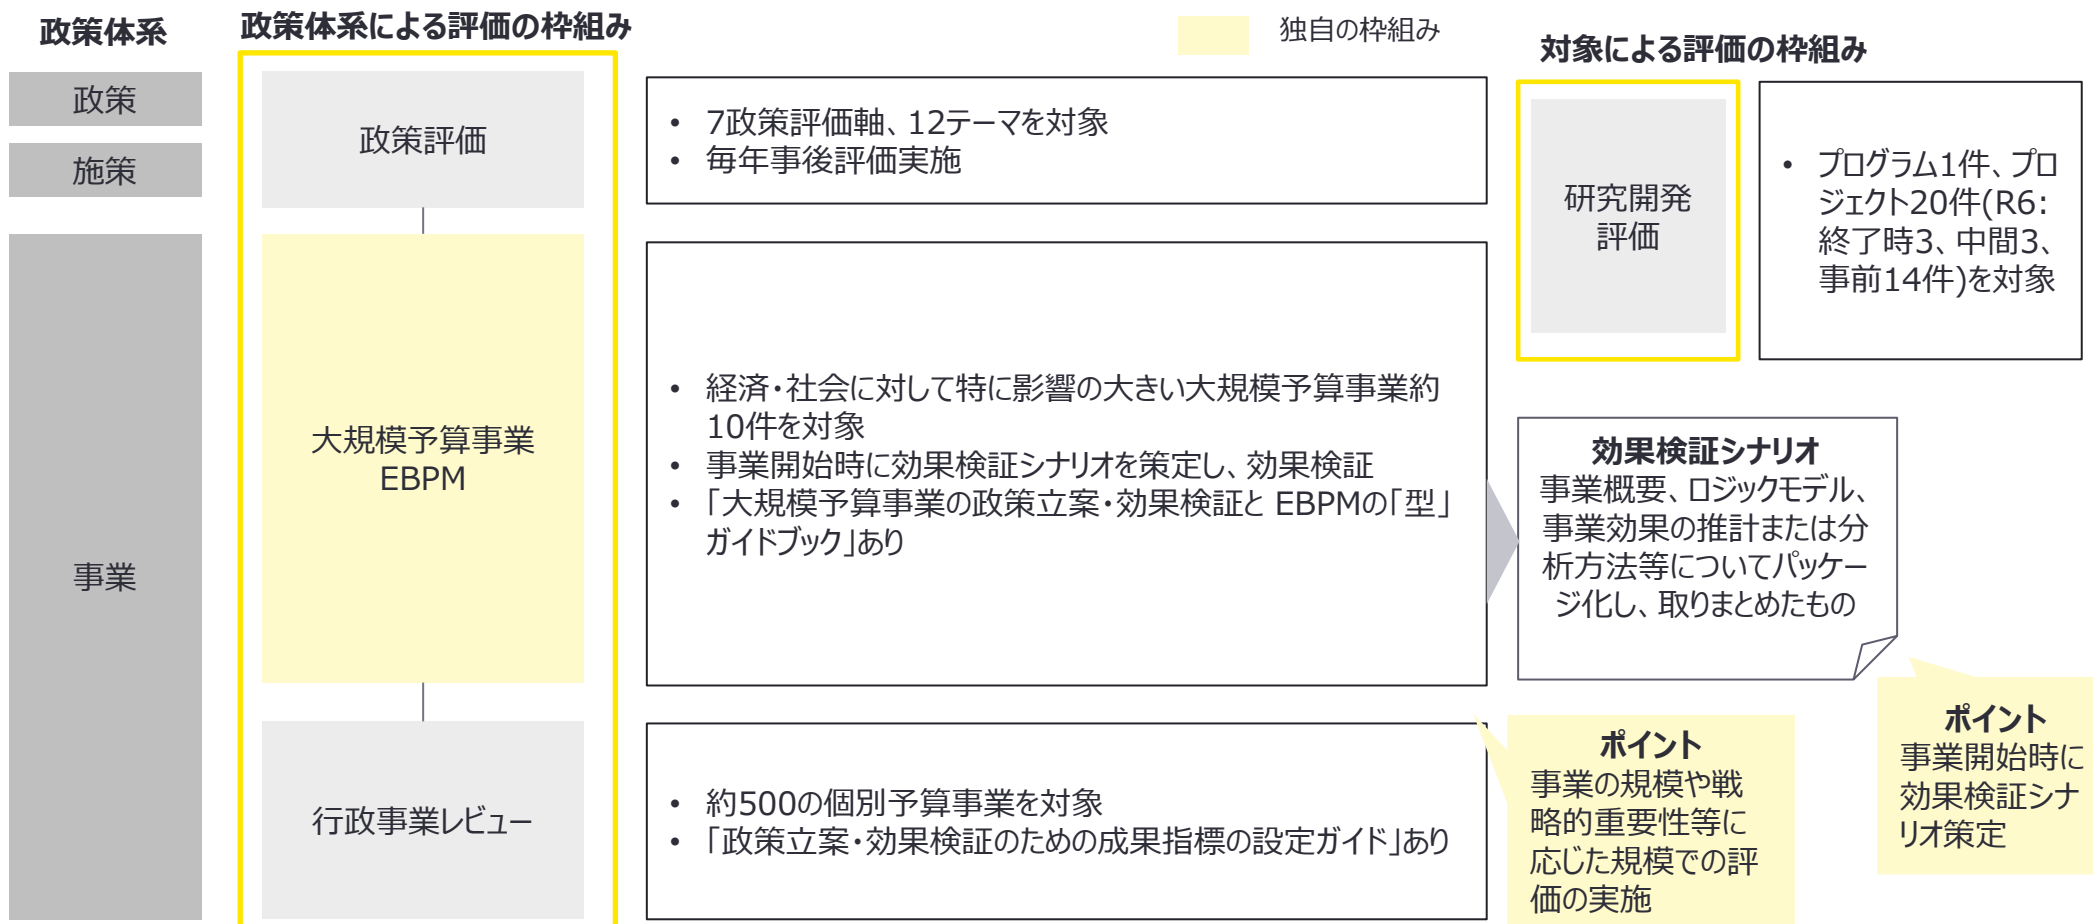 政策体系
政策体系による評価の枠組み
独自の枠組み
対象による評価の枠組み
政策
施策
事業
政策評価
• 7政策評価軸、12テーマを対象
• 毎年事後評価実施
大規模予算事業
EBPM
• 経済・社会に対して特に影響の大きい大規模予算事業約
10件を対象
• 事業開始時に効果検証シナリオを策定し、効果検証
• 「大規模予算事業の政策立案・効果検証と EBPMの「型」
ガイドブック」あり
行政事業レビュー
• 約500の個別予算事業を対象
• 「政策立案・効果検証のための成果指標の設定ガイド」あり
研究開発
評価
• プログラム1件、プロ
ジェクト20件(R6:
終了時3、中間3、
事前14件)を対象
効果検証シナリオ
事業概要、ロジックモデル、
事業効果の推計または分
析方法等についてパッケー
ジ化し、取りまとめたもの
ポイント
事業の規模や戦
略的重要性等に
応じた規模での評
価の実施
ポイント
事業開始時に
効果検証シナ
リオ策定